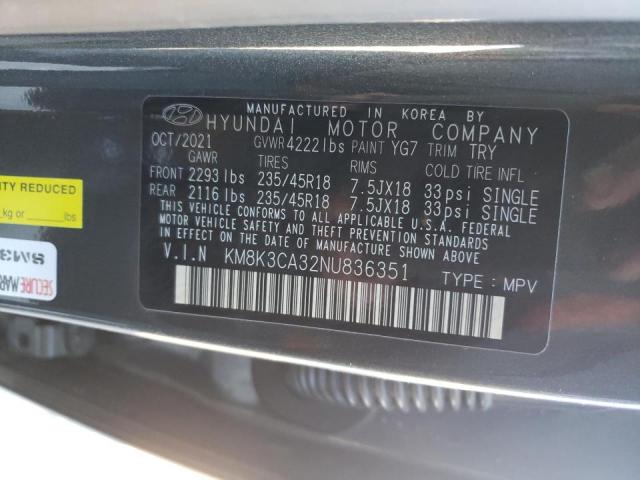 MANUFACTURED IN KOREA BY
HYUNDAI MOTOR COMPANY
OCT/2021 GVWR 4222 lbs PAINT YG7 TRIM TRY
GAWR TIRES RIMS COLD TIRE INFL
FRONT 2293 lbs 235/45R18 7.5JX18 33psi SINGLE
REAR 2116 lbs 235/45R18 7.5JX18 33psi SINGLE
THIS VEHICLE CONFORMS TO ALL APPLICABLE U.S.A. FEDERAL
MOTOR VEHICLE SAFETY AND THEFT PREVENTION STANDARDS
IN EFFECT ON THE DATE OF MANUFACTURE SHOWN ABOVE.
V.I.N KM8K3CA32NU836351
TYPE : MPV
ITY REDUCED
kg or ____lbs
SECUREMAR
SM13